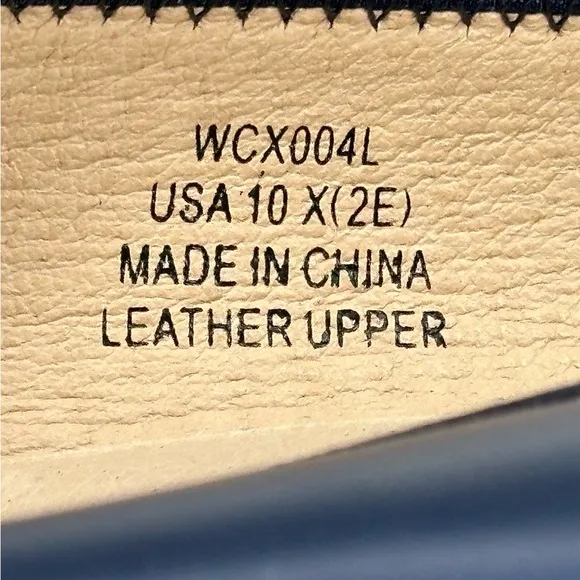 WCX004L
USA 10 X(2E)
MADE IN CHINA
LEATHER UPPER